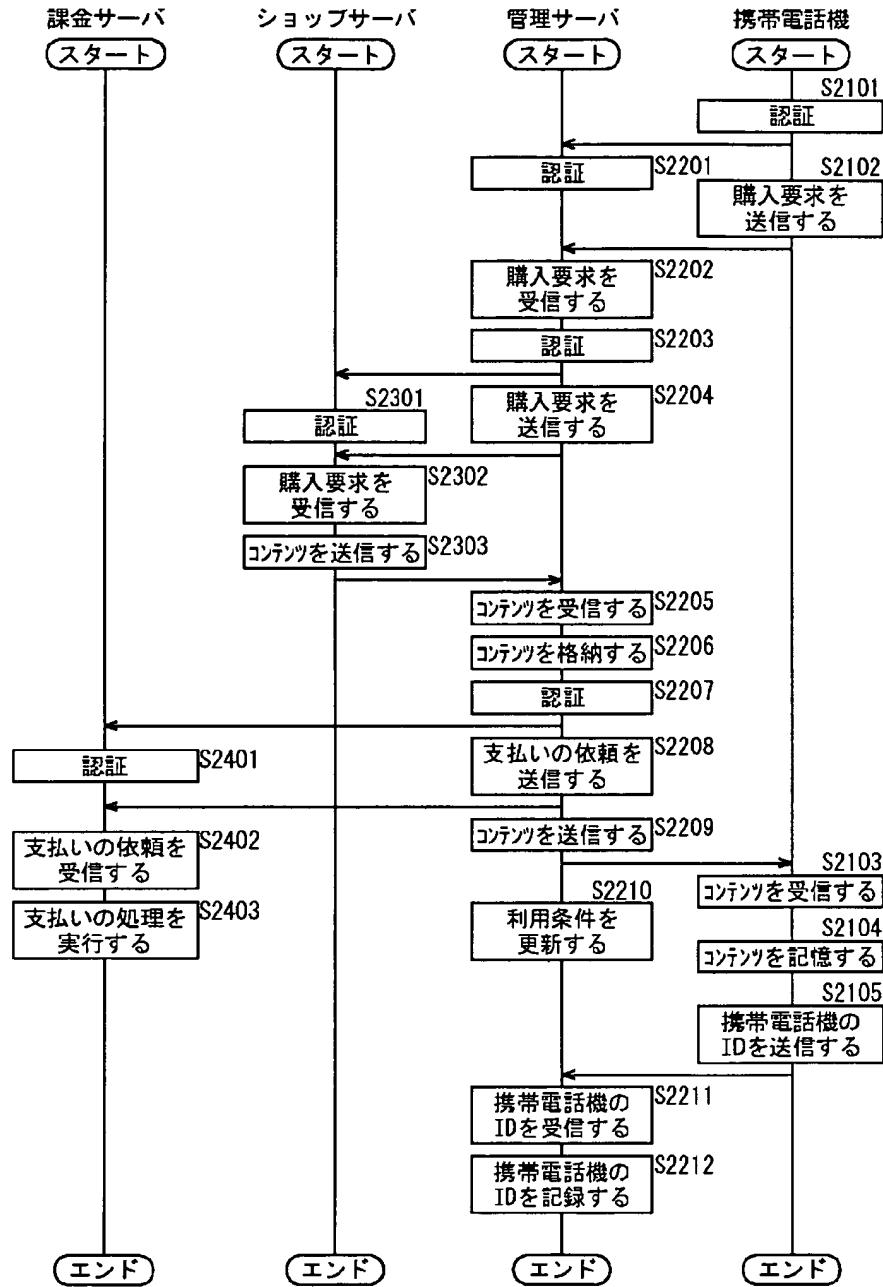 課金サーバ ショップサーバ 管理サーバ 携帯電話機
スタート スタート スタート スタート
S2101
認証
認証 S2201
S2102
購入要求を
送信する
購入要求を S2202
受信する
認証 S2203
S2301
認証
購入要求を S2204
送信する
購入要求を S2302
受信する
コンテンツを送信する S2303
コンテンツを受信する S2205
コンテンツを格納する S2206
認証 S2207
認証 S2401
支払いの依頼を S2208
送信する
コンテンツを送信する S2209
支払いの依頼を S2402
受信する
S2103
コンテンツを受信する
支払いの処理を S2403
実行する
S2210
利用条件を
更新する
S2104
コンテンツを記憶する
S2105
携帯電話機の
IDを送信する
携帯電話機の S2211
IDを受信する
携帯電話機の S2212
IDを記録する
エンド エンド エンド エンド